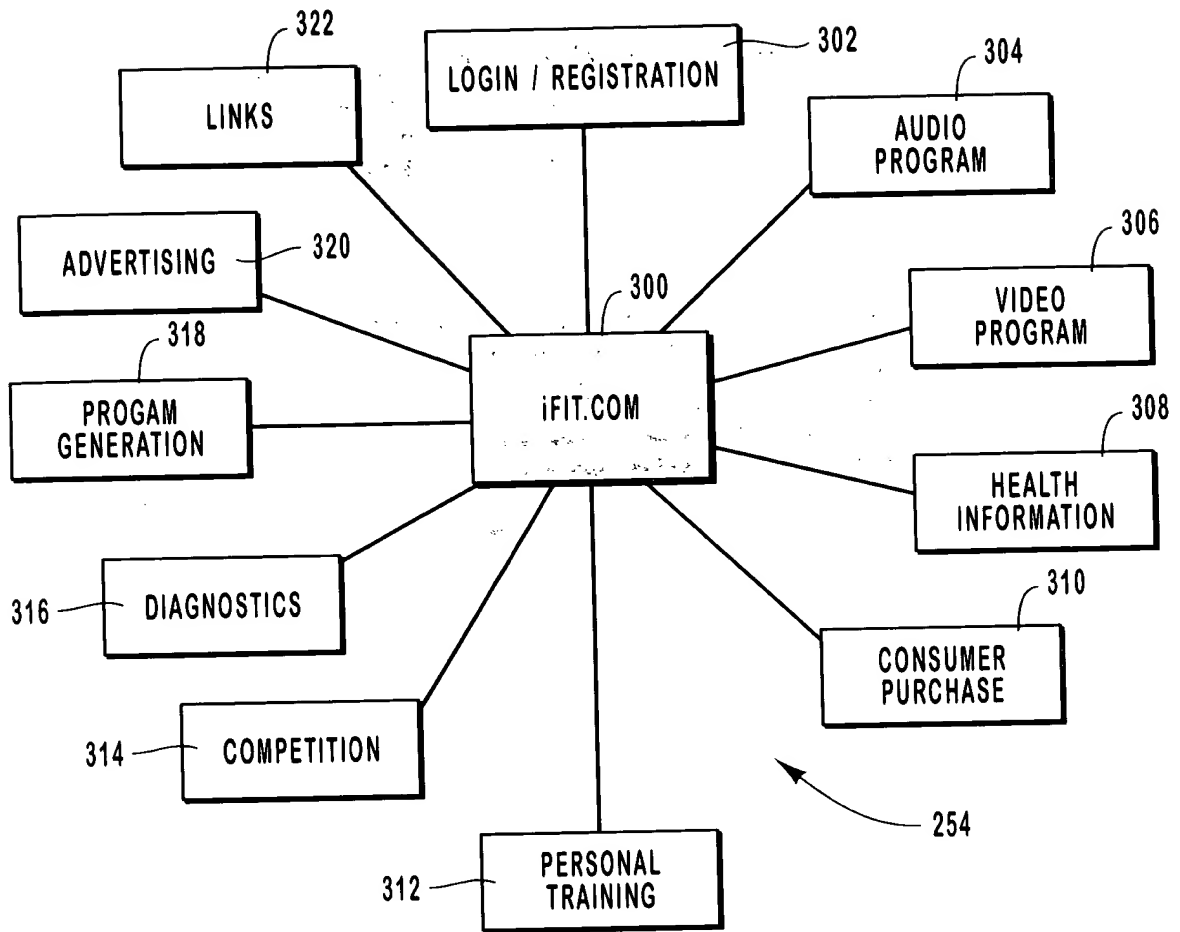 322
LINKS
302
LOGIN / REGISTRATION
304
AUDIO
PROGRAM
ADVERTISING
320
306
VIDEO
PROGRAM
300
iFIT.COM
318
PROGAM
GENERATION
308
HEALTH
INFORMATION
316
DIAGNOSTICS
310
CONSUMER
PURCHASE
314
COMPETITION
254
312
PERSONAL
TRAINING